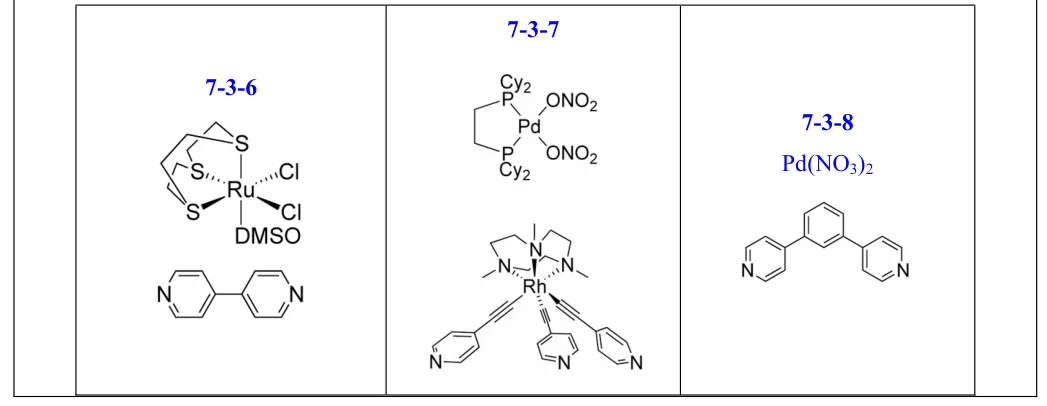 7-3-6
S
S
S
Ru
Cl
Cl
DMSO
N
N
7-3-7
Cy₂
P
ONO₂
Pd
ONO₂
P
Cy₂
N
N
N
Rh
N
N
N
7-3-8
Pd(NO₃)₂
N
N